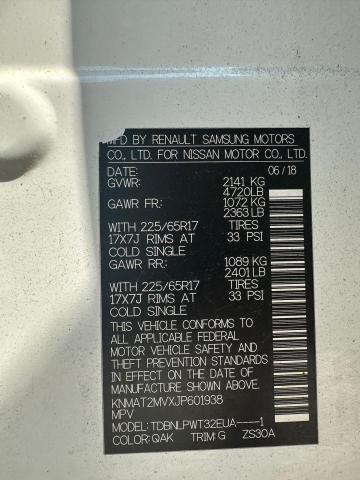 MFD BY RENAULT SAMSUNG MOTORS
CO., LTD. FOR NISSAN MOTOR CO., LTD.
DATE: 06/18
GVWR: 2141 KG
4720LB
GAWR FR: 1072 KG
2363LB
WITH 225/65R17 TIRES
17X7J RIMS AT 33 PSI
COLD SINGLE
GAWR RR: 1089 KG
2401 LB
WITH 225/65R17 TIRES
17X7J RIMS AT 33 PSI
COLD SINGLE
THIS VEHICLE CONFORMS TO
ALL APPLICABLE FEDERAL
MOTOR VEHICLE SAFETY AND
THEFT PREVENTION STANDARDS
IN EFFECT ON THE DATE OF
MANUFACTURE SHOWN ABOVE.
KNMAT2MVXJP601938
MPV
MODEL: TDBNLPWT32EUA----1
COLOR: QAK TRIM: G ZS30A